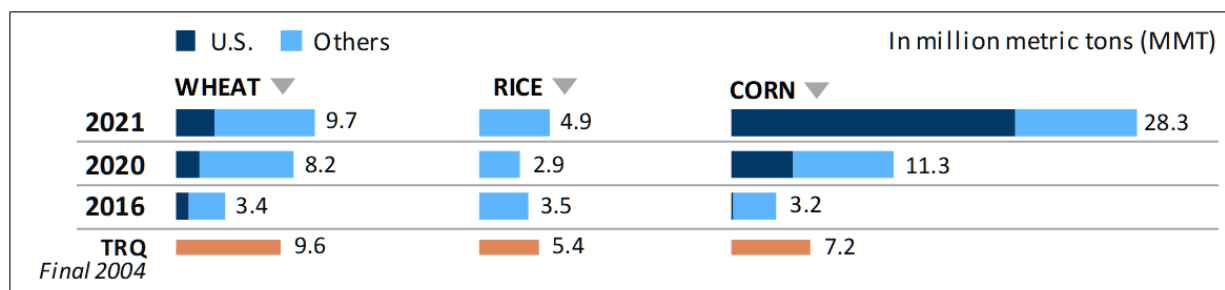 U.S. Others In million metric tons (MMT)
WHEAT RICE CORN
2021 9.7 4.9 28.3
2020 8.2 2.9 11.3
2016 3.4 3.5 3.2
TRQ 9.6 5.4 7.2
Final 2004